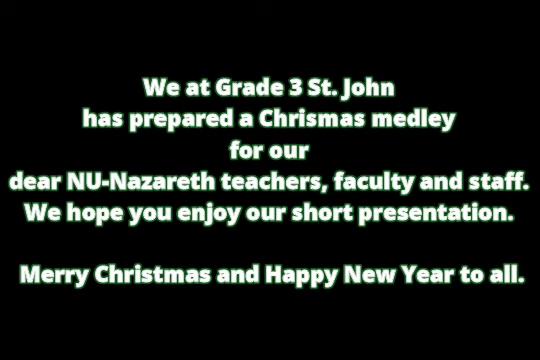 We at Grade 3 St. John
has prepared a Chrismas medley
for our
dear NU-Nazareth teachers, faculty and staff.
We hope you enjoy our short presentation.
Merry Christmas and Happy New Year to all.